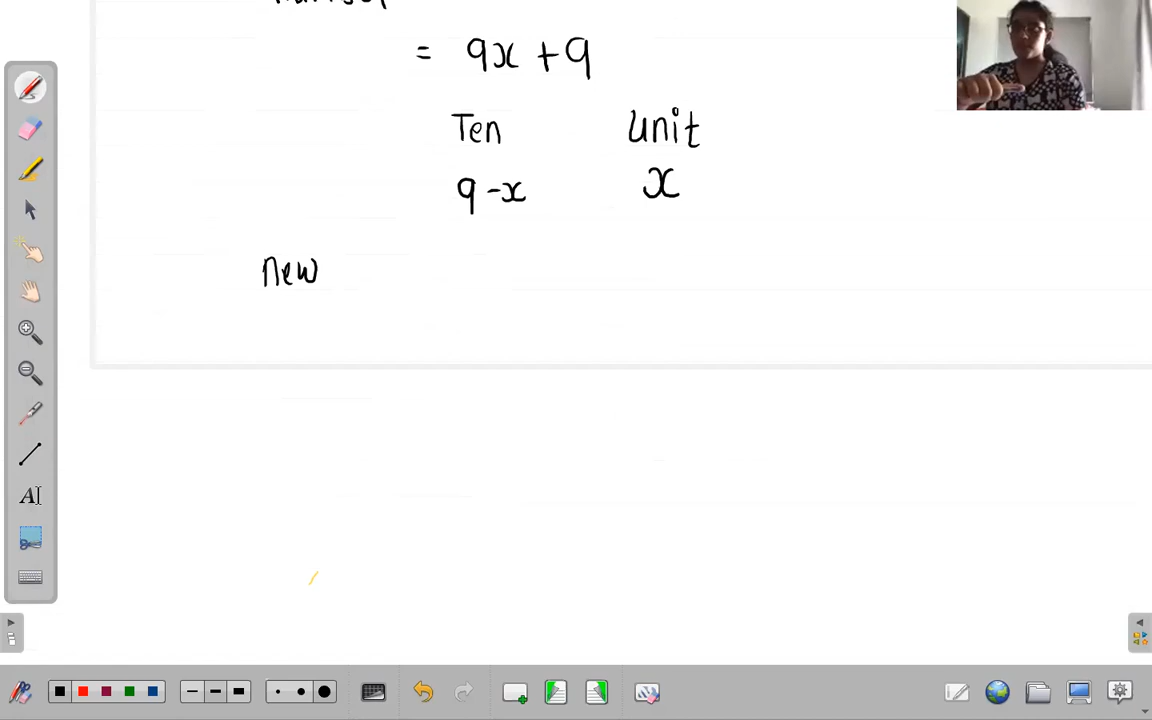 = 9x + 9
Ten Unit
9 - x x
new